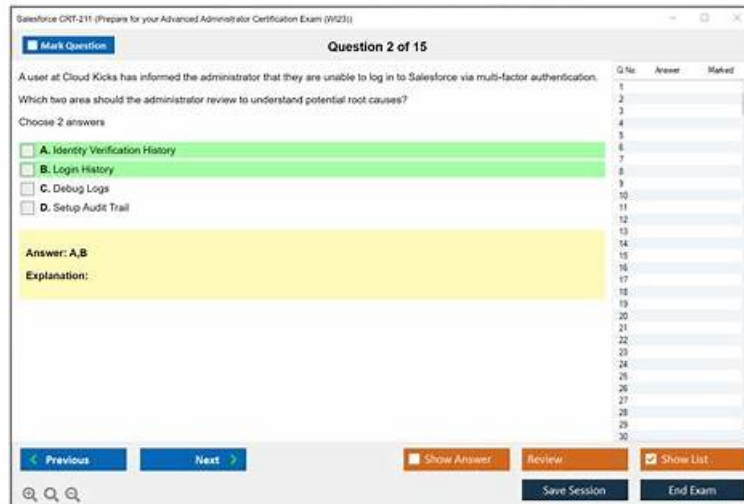 Salesforce CRT-211 (Prepare for your Advanced Administrator Certification Exam (WI23))
Mark Question
Question 2 of 15
A user at Cloud Kicks has informed the administrator that they are unable to log in to Salesforce via multi-factor authentication.
Which two area should the administrator review to understand potential root causes?
Choose 2 answers
A. Identity Verification History
B. Login History
C. Debug Logs
D. Setup Audit Trail
Answer: A,B
Explanation:
Q.No. Answer Marked
1
2
3
4
5
6
7
8
9
10
11
12
13
14
15
16
17
18
19
20
21
22
23
24
25
26
27
28
29
30
Previous
Next
Show Answer
Review
Show List
Save Session
End Exam